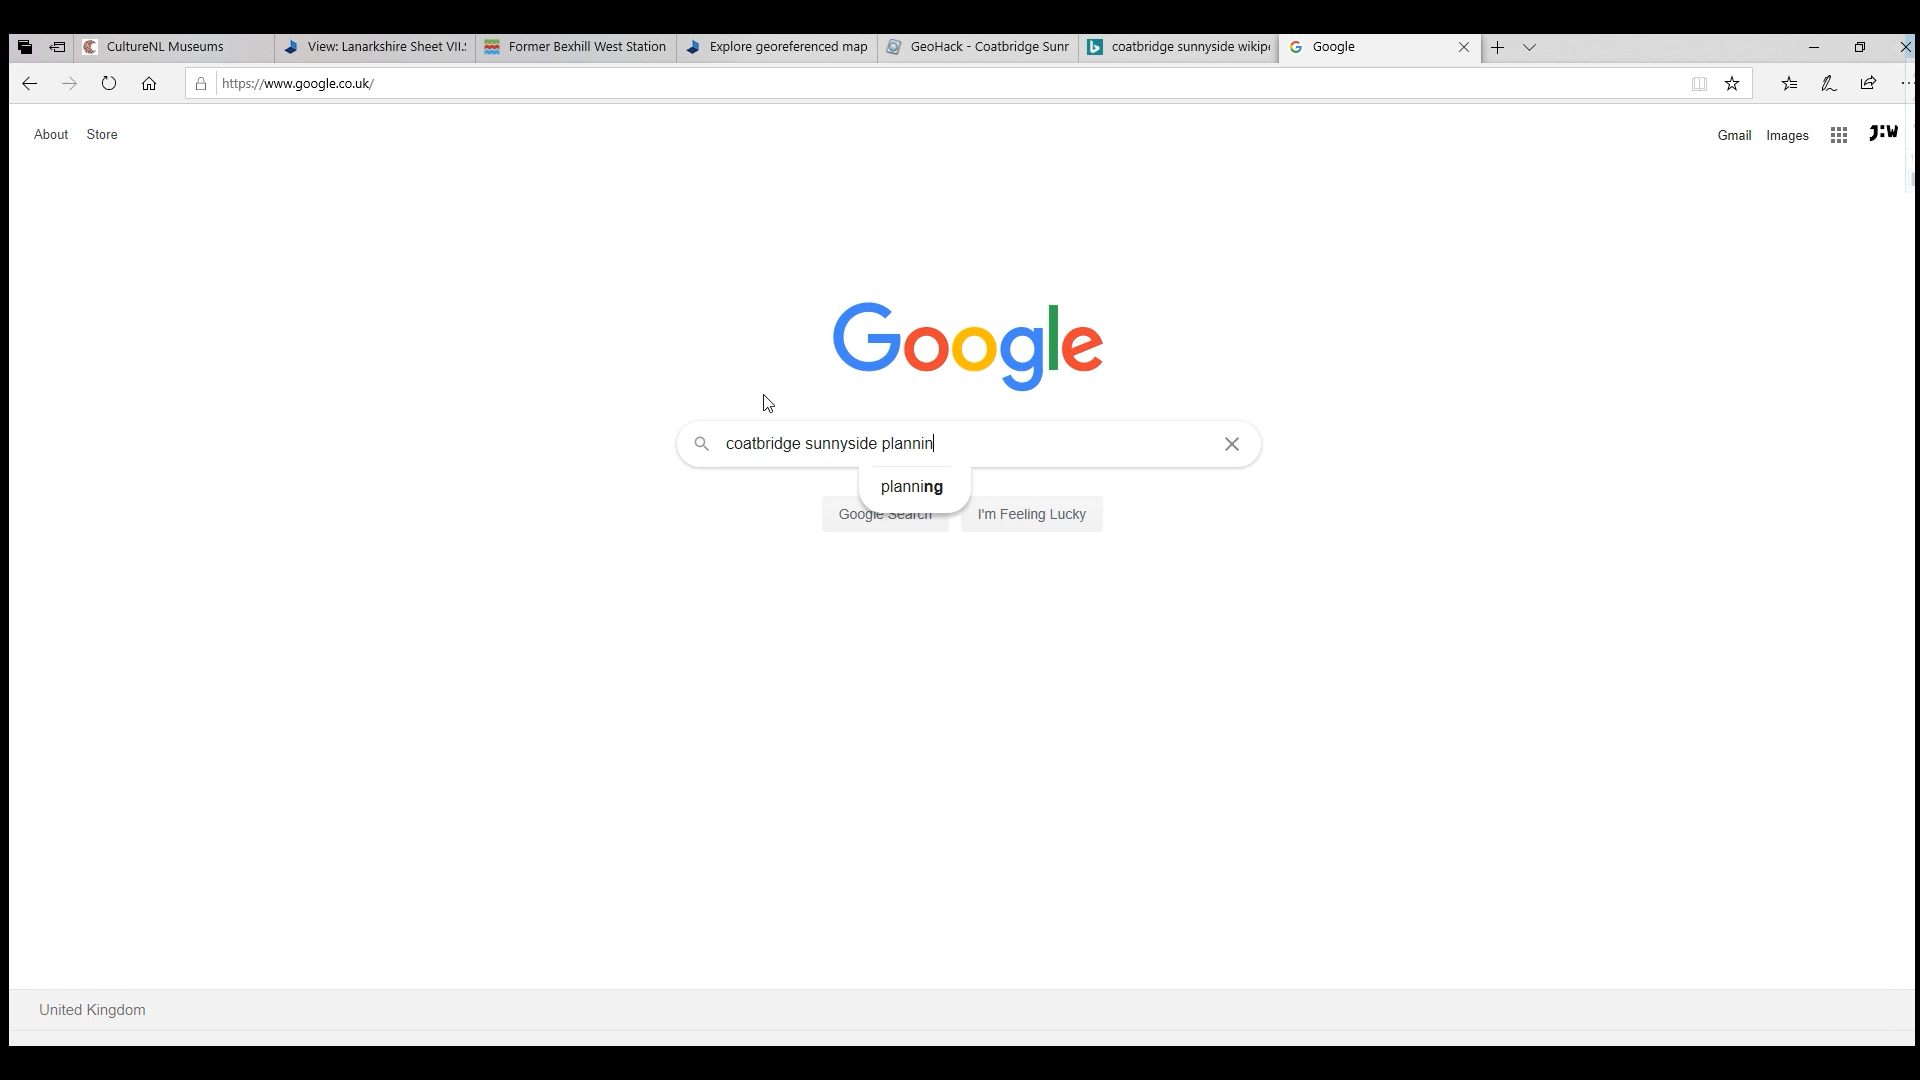 CultureNL Museums
View: Lanarkshire Sheet VII.
Former Bexhill West Station
Explore georeferenced map
GeoHack - Coatbridge Sunr
coatbridge sunnyside wikipe
Google
https://www.google.co.uk/
About Store
Gmail Images J:W
Google
coatbridge sunnyside plannin
planning
Google Search I'm Feeling Lucky
United Kingdom